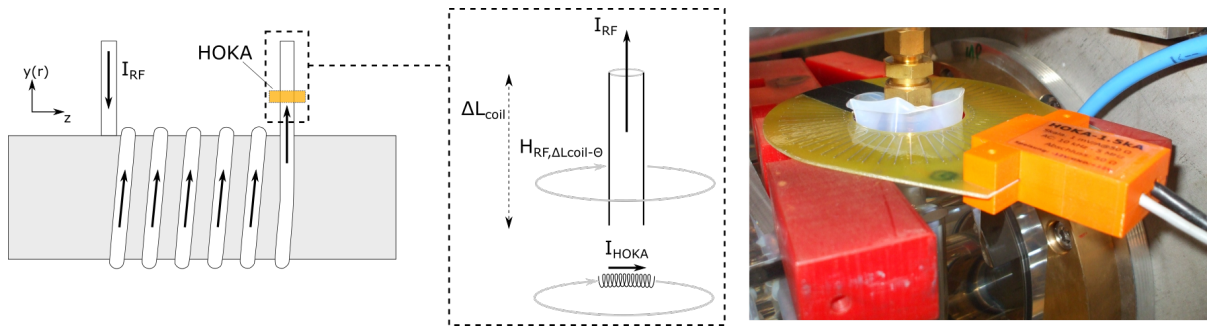 HOKA
y(r)
I_RF
z
I_RF
ΔL_coil
H_RF,ΔLcoil-Θ
I_HOKA
HOKA-1.5kA